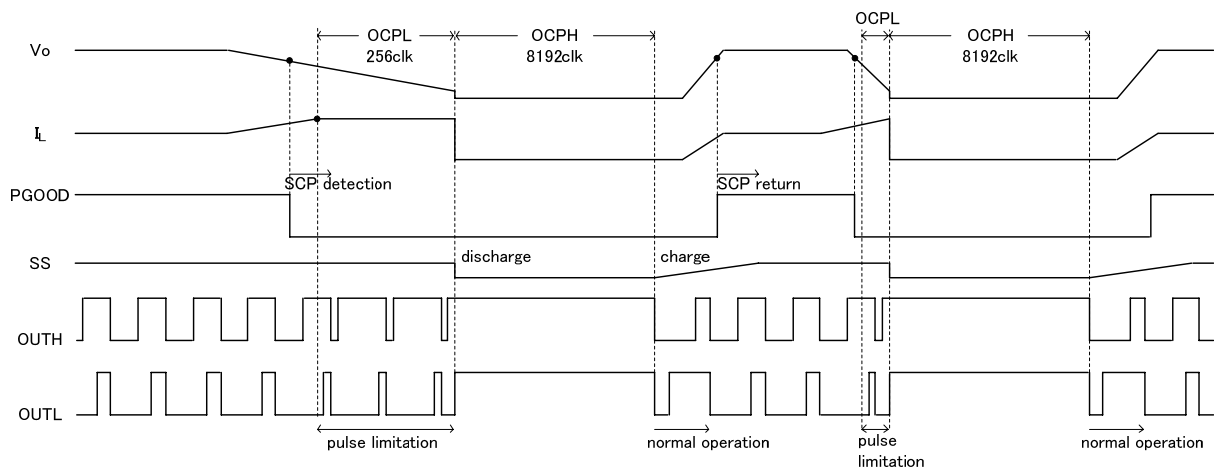 OCPL
OCPL
OCPH
OCPH
Vo
256clk
8192clk
8192clk
IL
SCP detection
SCP return
PGOOD
SS
discharge
charge
OUTH
OUTL
pulse limitation
normal operation
pulse
limitation
normal operation